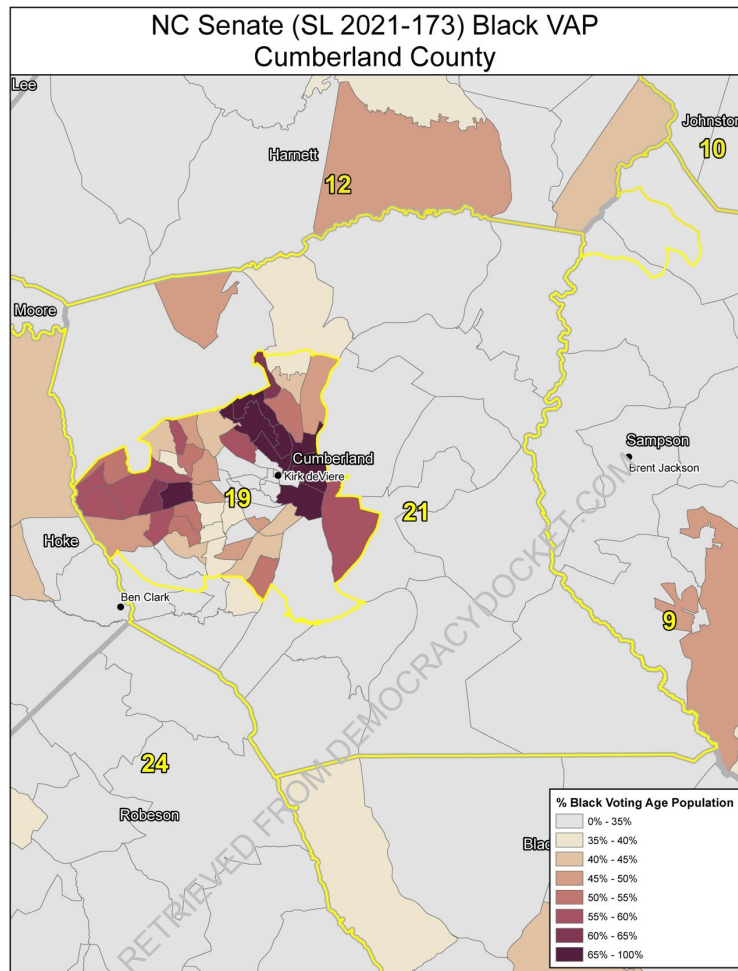 NC Senate (SL 2021-173) Black VAP
Cumberland County
Lee
Johnston
10
Harnett
12
Moore
Cumberland
Kirk deViere
Sampson
Brent Jackson
19
21
Hoke
Ben Clark
9
24
Robeson
RETRIEVED FROM DEMOCRACYDOCKET.COM
Blad
% Black Voting Age Population
0% - 35%
35% - 40%
40% - 45%
45% - 50%
50% - 55%
55% - 60%
60% - 65%
65% - 100%